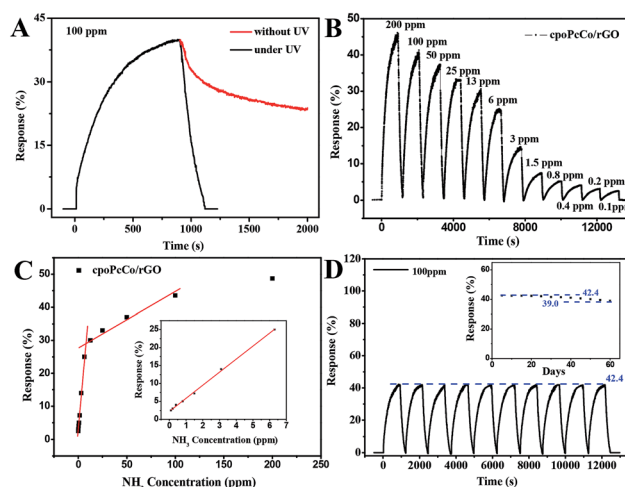 A
100 ppm
without UV
under UV
Response (%)
45
30
15
0
0
500
1000
1500
2000
Time (s)
B
cpoPcCo/rGO
200 ppm
100 ppm
50 ppm
25 ppm
13 ppm
6 ppm
3 ppm
1.5 ppm
0.8 ppm
0.4 ppm
0.2 ppm
0.1ppm
Response (%)
50
40
30
20
10
0
0
4000
8000
12000
Time (s)
C
cpoPcCo/rGO
Response (%)
50
40
30
20
10
0
0
50
100
150
200
250
NH3 Concentration (ppm)
Response (%)
25
20
15
10
5
0
0
1
2
3
4
5
6
7
NH3 Concentration (ppm)
D
100ppm
Response (%)
120
100
80
60
40
20
0
0
2000
4000
6000
8000
10000
12000
Time (s)
42.4
Response (%)
60
40
20
0
0
20
40
60
Days
42.4
39.0